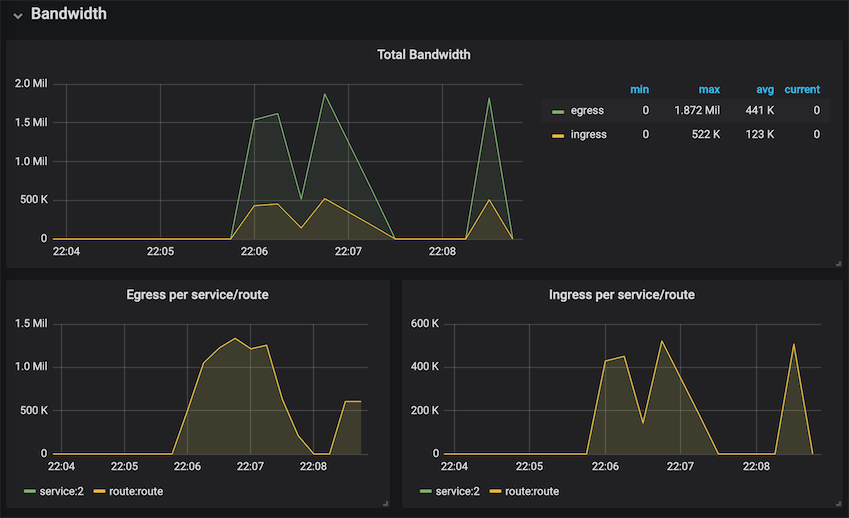 Bandwidth
Total Bandwidth
2.0 Mil
1.5 Mil
1.0 Mil
500 K
0
22:04 22:05 22:06 22:07 22:08
min max avg current
egress 0 1.872 Mil 441 K 0
ingress 0 522 K 123 K 0
Egress per service/route
1.5 Mil
1.0 Mil
500 K
0
22:04 22:05 22:06 22:07 22:08
service:2 route:route
Ingress per service/route
600 K
400 K
200 K
0
22:04 22:05 22:06 22:07 22:08
service:2 route:route